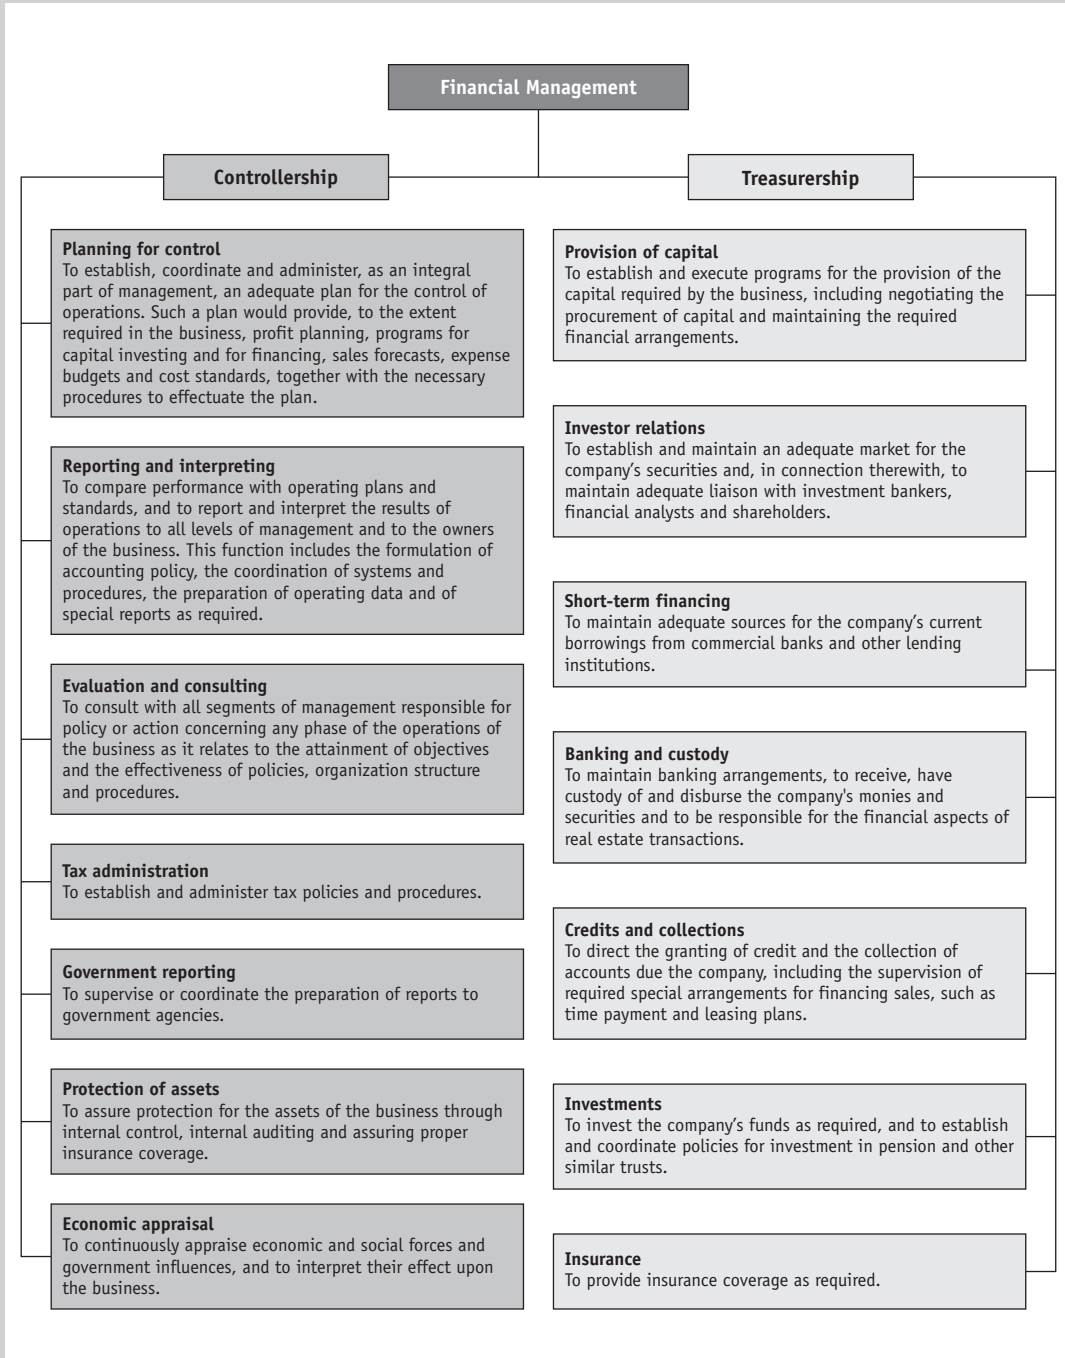 Financial Management
Controllership
Treasurership
Planning for control
To establish, coordinate and administer, as an integral
part of management, an adequate plan for the control of
operations. Such a plan would provide, to the extent
required in the business, profit planning, programs for
capital investing and for financing, sales forecasts, expense
budgets and cost standards, together with the necessary
procedures to effectuate the plan.
Reporting and interpreting
To compare performance with operating plans and
standards, and to report and interpret the results of
operations to all levels of management and to the owners
of the business. This function includes the formulation of
accounting policy, the coordination of systems and
procedures, the preparation of operating data and of
special reports as required.
Evaluation and consulting
To consult with all segments of management responsible for
policy or action concerning any phase of the operations of
the business as it relates to the attainment of objectives
and the effectiveness of policies, organization structure
and procedures.
Tax administration
To establish and administer tax policies and procedures.
Government reporting
To supervise or coordinate the preparation of reports to
government agencies.
Protection of assets
To assure protection for the assets of the business through
internal control, internal auditing and assuring proper
insurance coverage.
Economic appraisal
To continuously appraise economic and social forces and
government influences, and to interpret their effect upon
the business.
Provision of capital
To establish and execute programs for the provision of the
capital required by the business, including negotiating the
procurement of capital and maintaining the required
financial arrangements.
Investor relations
To establish and maintain an adequate market for the
company's securities and, in connection therewith, to
maintain adequate liaison with investment bankers,
financial analysts and shareholders.
Short-term financing
To maintain adequate sources for the company's current
borrowings from commercial banks and other lending
institutions.
Banking and custody
To maintain banking arrangements, to receive, have
custody of and disburse the company's monies and
securities and to be responsible for the financial aspects of
real estate transactions.
Credits and collections
To direct the granting of credit and the collection of
accounts due the company, including the supervision of
required special arrangements for financing sales, such as
time payment and leasing plans.
Investments
To invest the company's funds as required, and to establish
and coordinate policies for investment in pension and other
similar trusts.
Insurance
To provide insurance coverage as required.